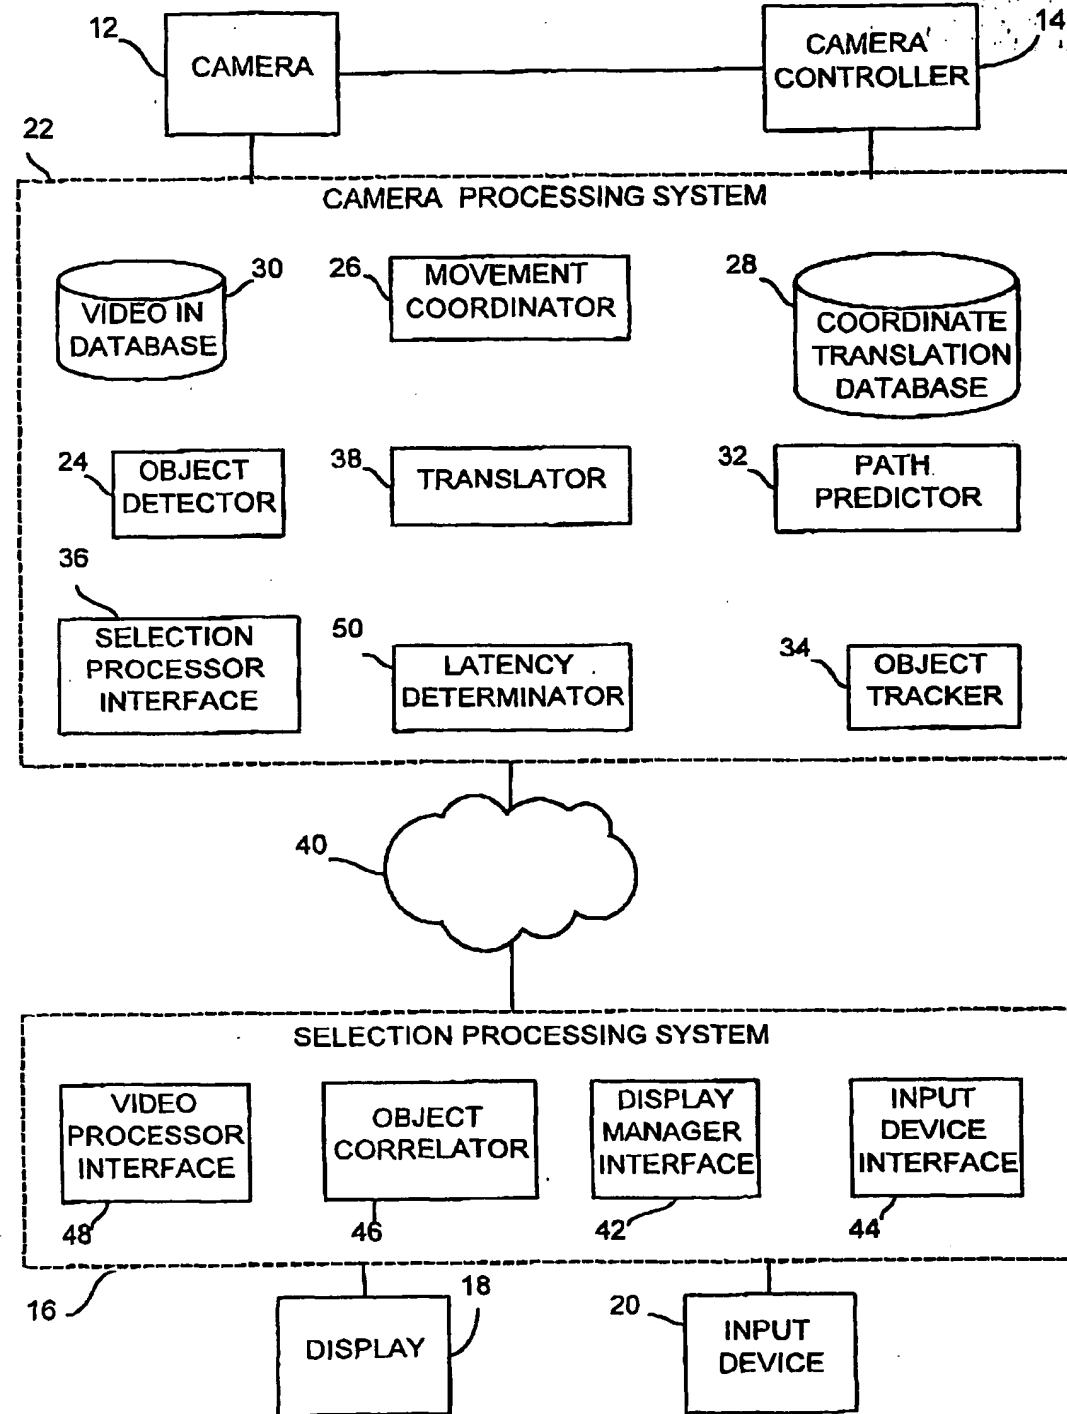 12
CAMERA
CAMERA
CONTROLLER
14
22
CAMERA PROCESSING SYSTEM
VIDEO IN
DATABASE
30
26
MOVEMENT
COORDINATOR
28
COORDINATE
TRANSLATION
DATABASE
24
OBJECT
DETECTOR
38
TRANSLATOR
32
PATH
PREDICTOR
36
SELECTION
PROCESSOR
INTERFACE
50
LATENCY
DETERMINATOR
34
OBJECT
TRACKER
40
SELECTION PROCESSING SYSTEM
VIDEO
PROCESSOR
INTERFACE
48
OBJECT
CORRELATOR
46
DISPLAY
MANAGER
INTERFACE
42
INPUT
DEVICE
INTERFACE
44
16
DISPLAY
18
20
INPUT
DEVICE